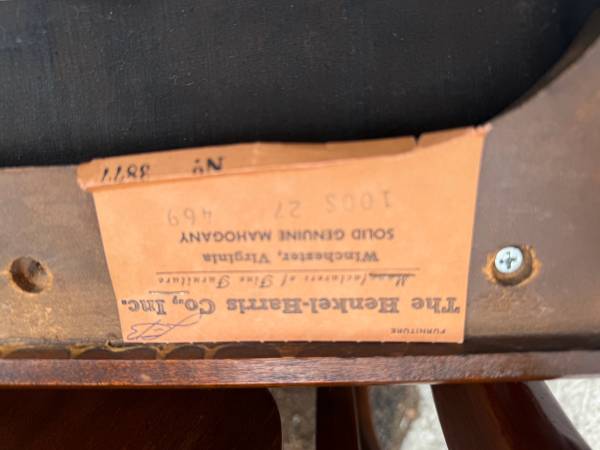 FURNITURE
The Henkel-Harris Co., Inc.
Manufacturers of Fine Furniture
Winchester, Virginia
SOLID GENUINE MAHOGANY
100S 27 469
No 3877